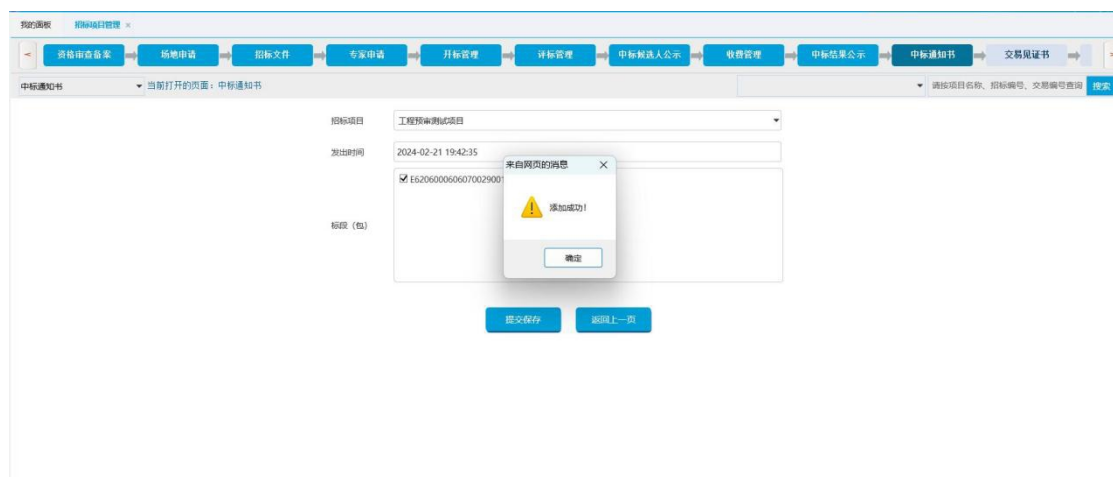 我的面板 招标项目管理 ×
< 资格审查备案 场地申请 招标文件 专家申请 开标管理 评标管理 中标候选人公示 收费管理 中标结果公示 中标通知书 交易见证书
中标通知书 当前打开的页面：中标通知书 请按项目名称、招标编号、交易编号查询 搜索
招标项目 工程预审测试项目
发出时间 2024-02-21 19:42:35
来自网页的消息
E6206000606070029001
添加成功!
标段（包）
确定
提交保存 返回上一页